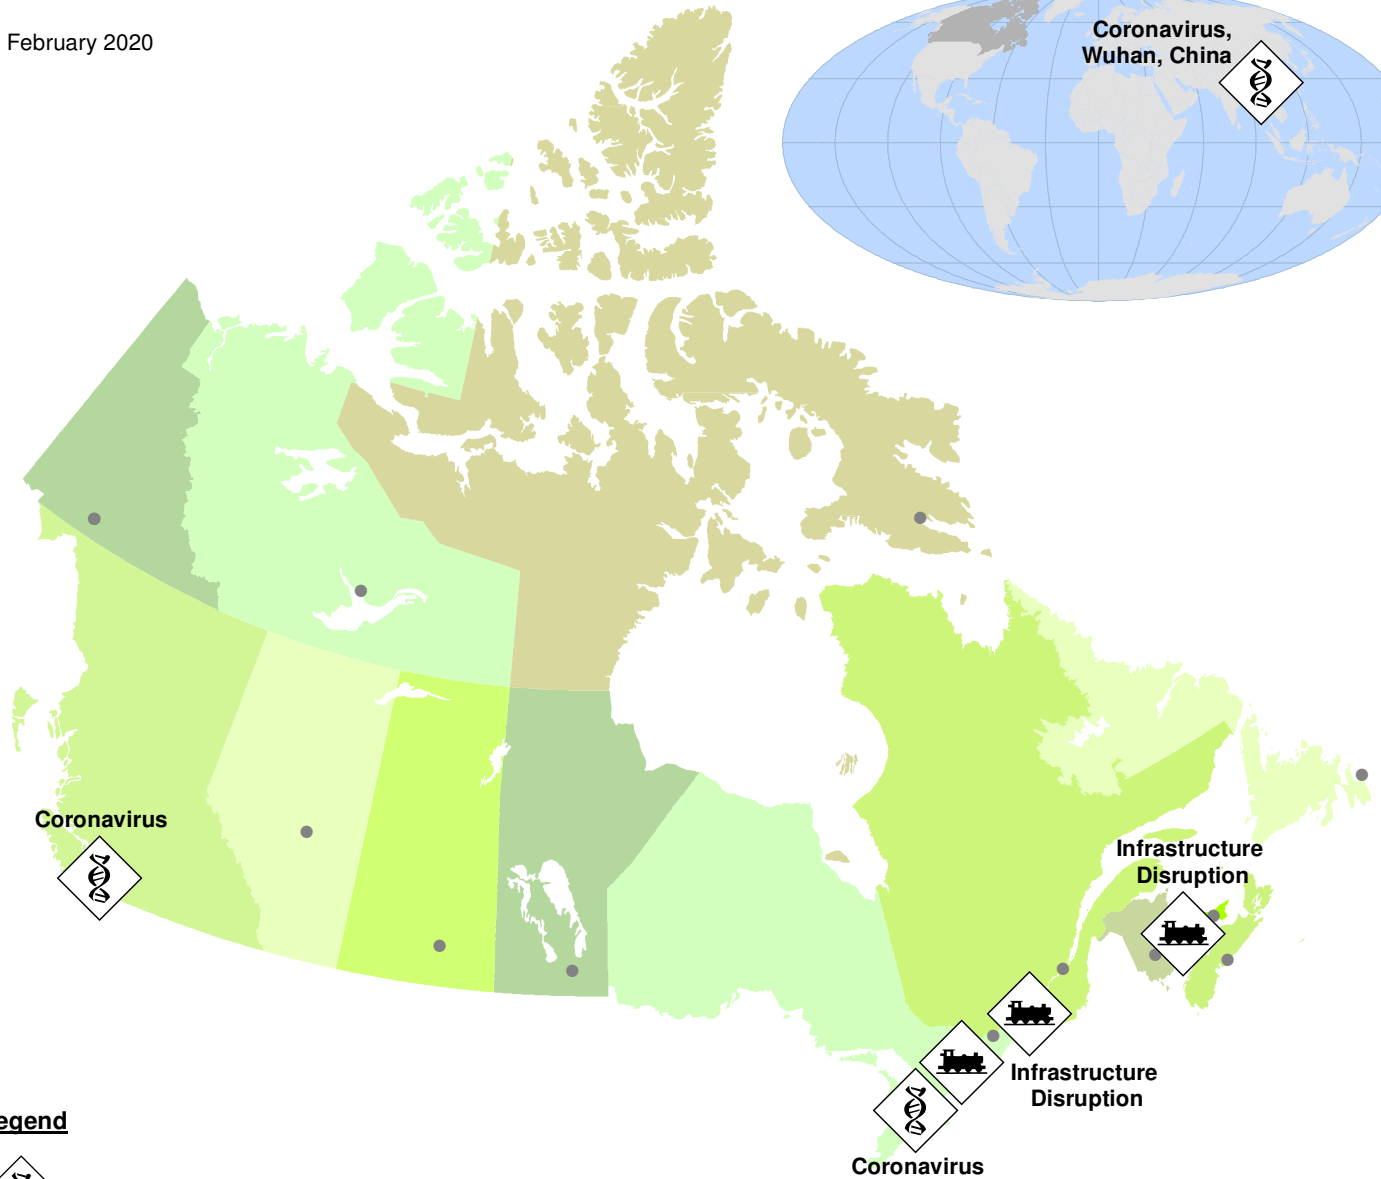 February 2020
Coronavirus,
Wuhan, China
Coronavirus
Infrastructure
Disruption
Infrastructure
Disruption
Coronavirus
egend